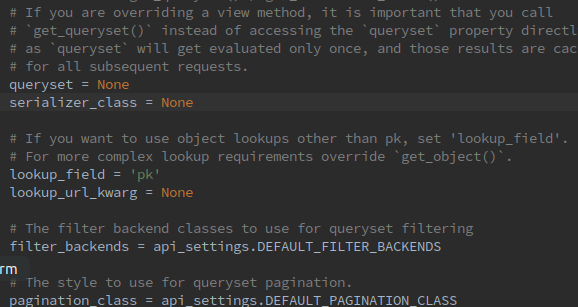 # If you are overriding a view method, it is important that you call
# `get_queryset()` instead of accessing the `queryset` property directl
# as `queryset` will get evaluated only once, and those results are cac
# for all subsequent requests.
queryset = None
serializer_class = None
# If you want to use object lookups other than pk, set 'lookup_field'.
# For more complex lookup requirements override `get_object()`.
lookup_field = 'pk'
lookup_url_kwarg = None
# The filter backend classes to use for queryset filtering
filter_backends = api_settings.DEFAULT_FILTER_BACKENDS
rm
# The style to use for queryset pagination.
pagination_class = api_settings.DEFAULT_PAGINATION_CLASS